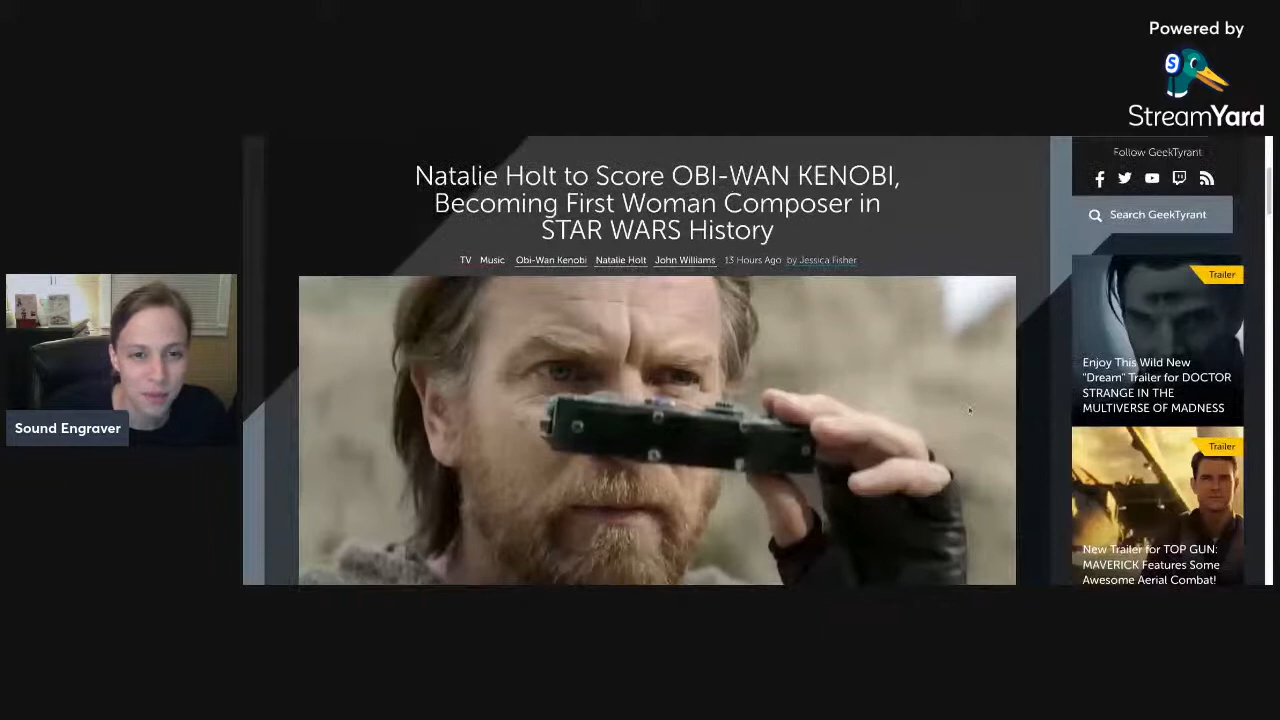 Powered by
S
StreamYard
Follow GeekTyrant
Search GeekTyrant
Natalie Holt to Score OBI-WAN KENOBI,
Becoming First Woman Composer in
STAR WARS History
TV Music Obi-Wan Kenobi Natalie Holt John Williams 13 Hours Ago by Jessica Fisher
Trailer
Enjoy This Wild New
"Dream" Trailer for DOCTOR
STRANGE IN THE
MULTIVERSE OF MADNESS
Sound Engraver
Trailer
New Trailer for TOP GUN:
MAVERICK Features Some
Awesome Aerial Combat!